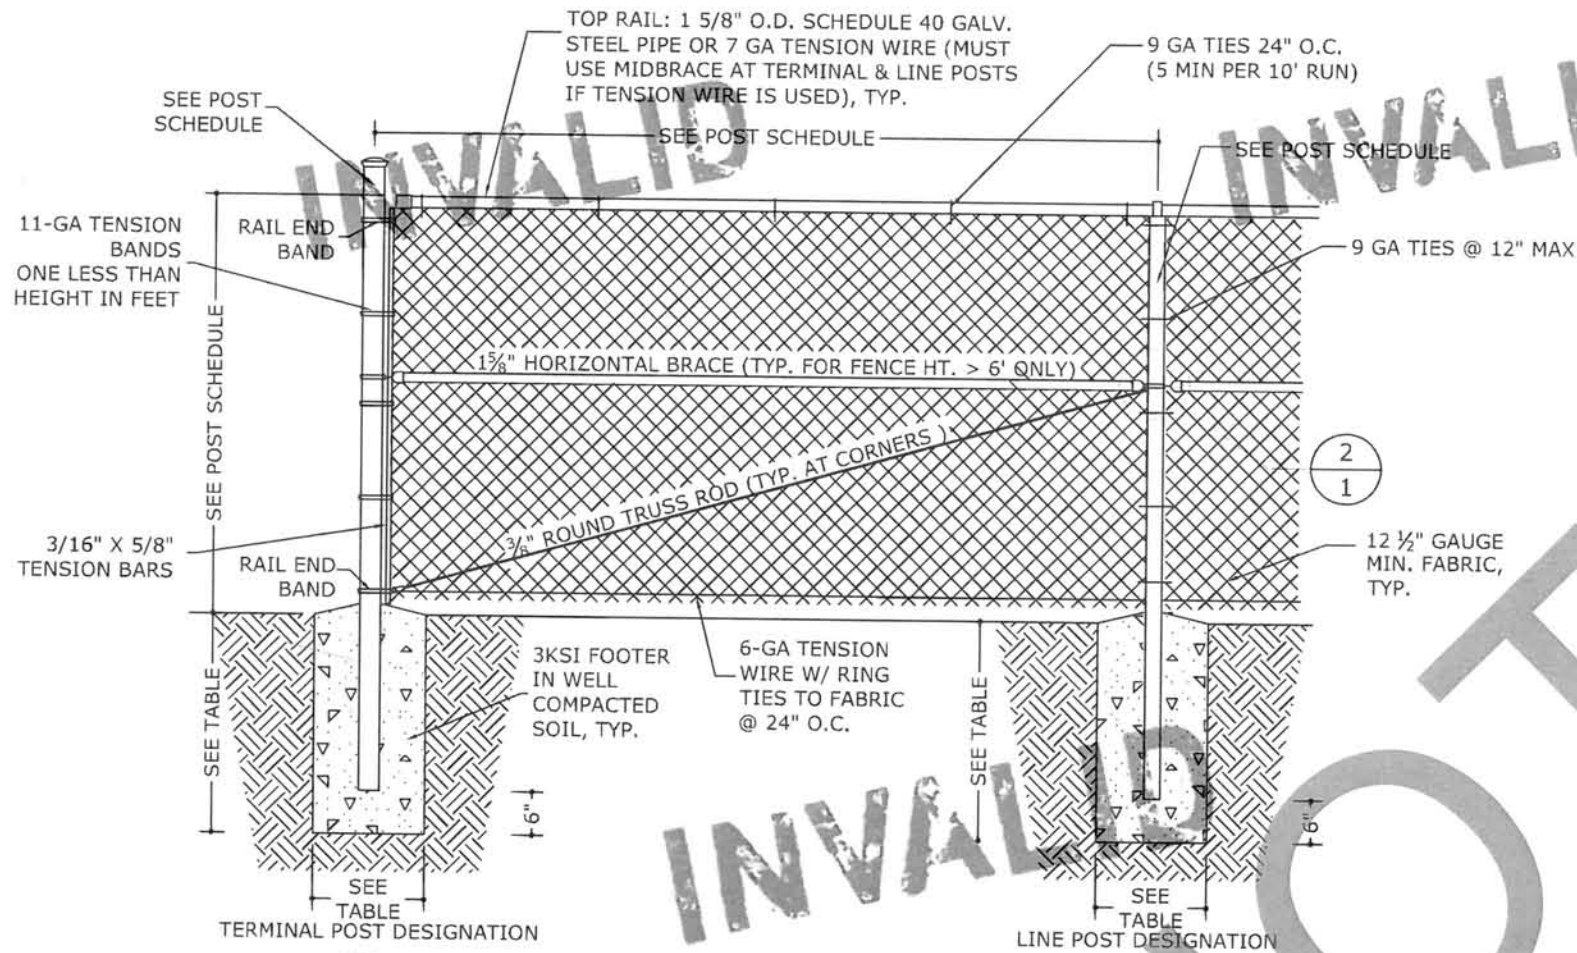 TOP RAIL: 1 5/8" O.D. SCHEDULE 40 GALV.
STEEL PIPE OR 7 GA TENSION WIRE (MUST
USE MIDBRACE AT TERMINAL & LINE POSTS
IF TENSION WIRE IS USED), TYP.
9 GA TIES 24" O.C.
(5 MIN PER 10' RUN)
SEE POST
SCHEDULE
SEE POST SCHEDULE
SEE POST SCHEDULE
INVALID
INVALI
11-GA TENSION
BANDS
ONE LESS THAN
HEIGHT IN FEET
RAIL END
BAND
9 GA TIES @ 12" MAX
SEE POST SCHEDULE
1⅝" HORIZONTAL BRACE (TYP. FOR FENCE HT. > 6' ONLY)
⅜" ROUND TRUSS ROD (TYP. AT CORNERS )
2
1
3/16" X 5/8"
TENSION BARS
RAIL END
BAND
12 ½" GAUGE
MIN. FABRIC,
TYP.
3KSI FOOTER
IN WELL
COMPACTED
SOIL, TYP.
6-GA TENSION
WIRE W/ RING
TIES TO FABRIC
@ 24" O.C.
SEE TABLE
SEE TABLE
6"
6"
INVALID
OT
SEE
TABLE
TERMINAL POST DESIGNATION
SEE
TABLE
LINE POST DESIGNATION